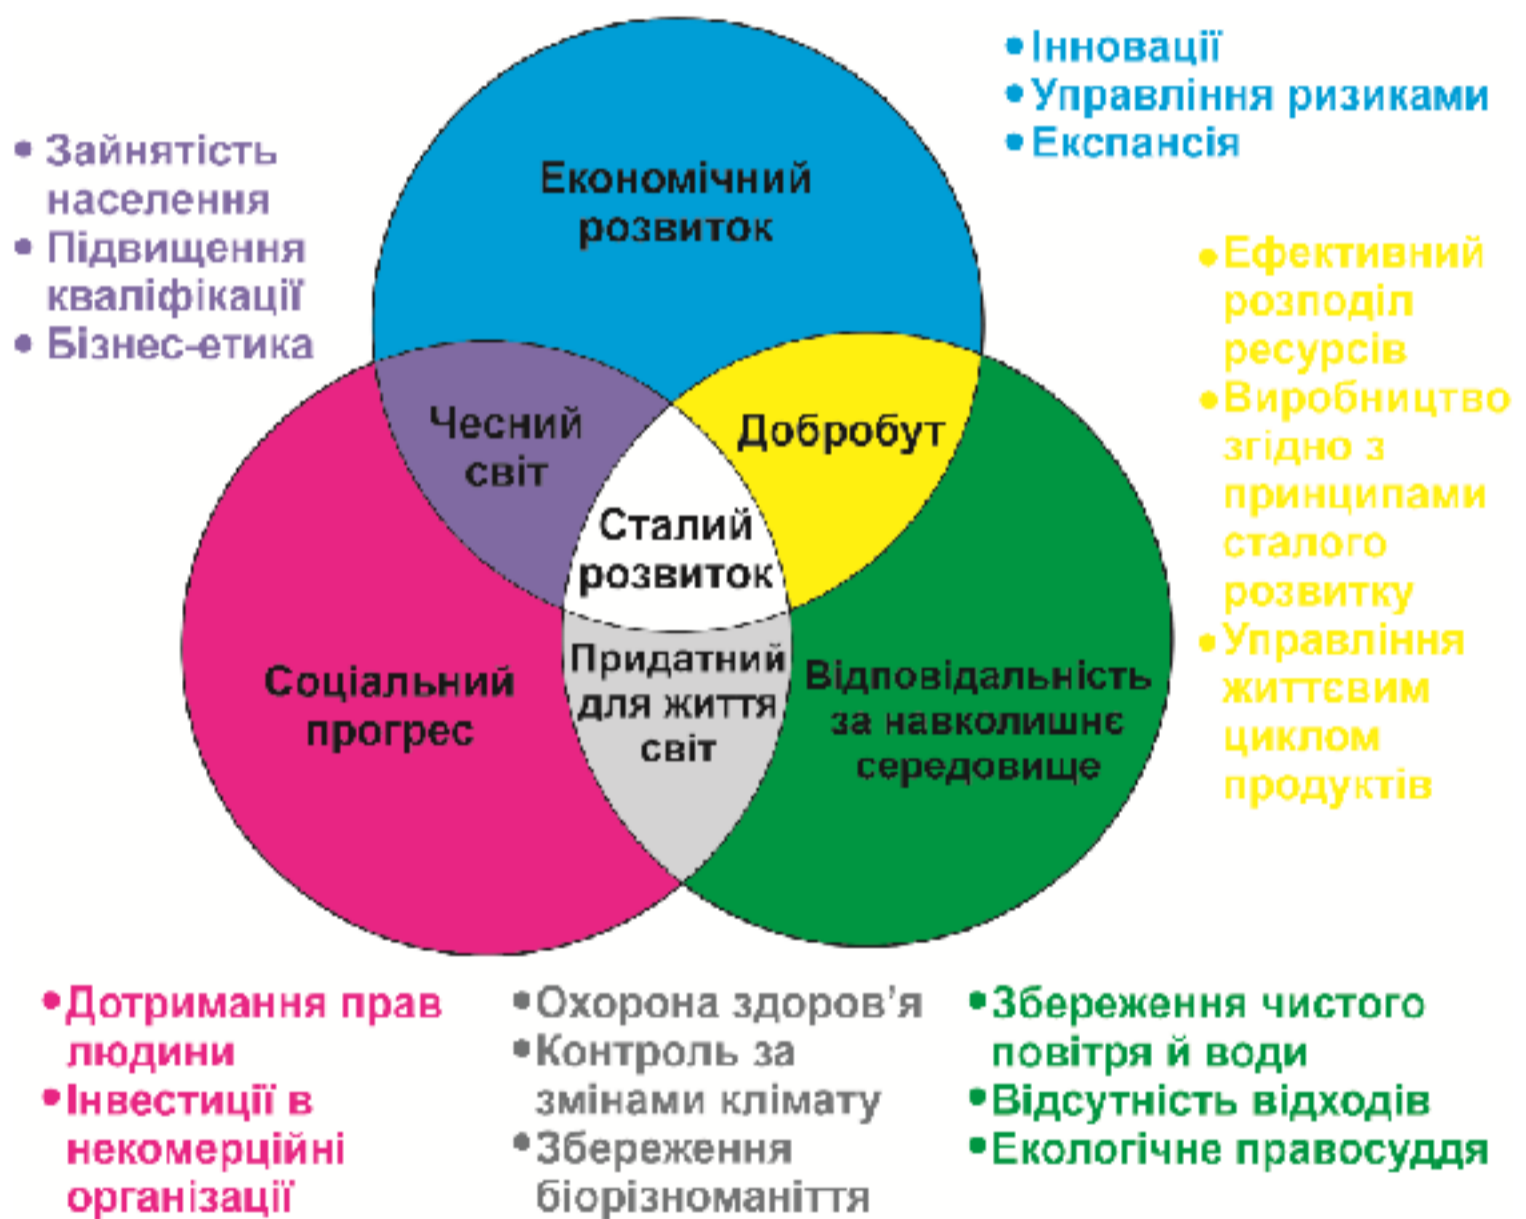 • Інновації
• Управління ризиками
• Експансія
• Зайнятість
населення
• Підвищення
кваліфікації
• Бізнес-етика
Економічний
розвиток
• Ефективний
розподіл
ресурсів
• Виробництво
згідно з
принципами
сталого
розвитку
• Управління
життєвим
циклом
продуктів
Чесний
світ
Добробут
Сталий
розвиток
Соціальний
прогрес
Придатний
для життя
світ
Відповідальність
за навколишнє
середовище
• Дотримання прав
людини
• Інвестиції в
некомерційні
організації
• Охорона здоров’я
• Контроль за
змінами клімату
• Збереження
біорізноманіття
• Збереження чистого
повітря й води
• Відсутність відходів
• Екологічне правосуддя